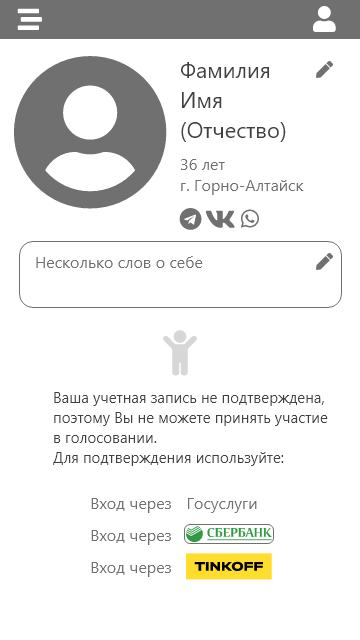 Фамилия
Имя
(Отчество)
36 лет
г. Горно-Алтайск
Несколько слов о себе
Ваша учетная запись не подтверждена,
поэтому Вы не можете принять участие
в голосовании.
Для подтверждения используйте:
Вход через Госуслуги
Вход через СБЕРБАНК
Вход через TINKOFF